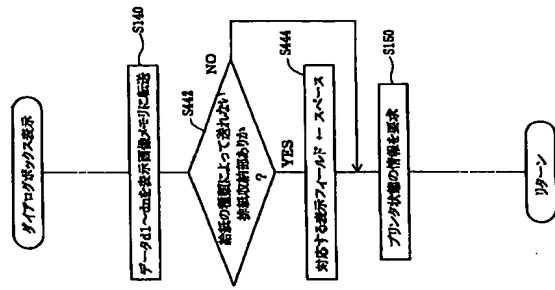 ダイアログボックス表示
S140
データd1~dnを表示画像メモリに転送
S442
給紙の種類によって送れない
排紙収納部ありか
?
NO
YES
S444
対応する表示フィールド ← スペース
S150
プリンタ状態の情報を要求
リターン